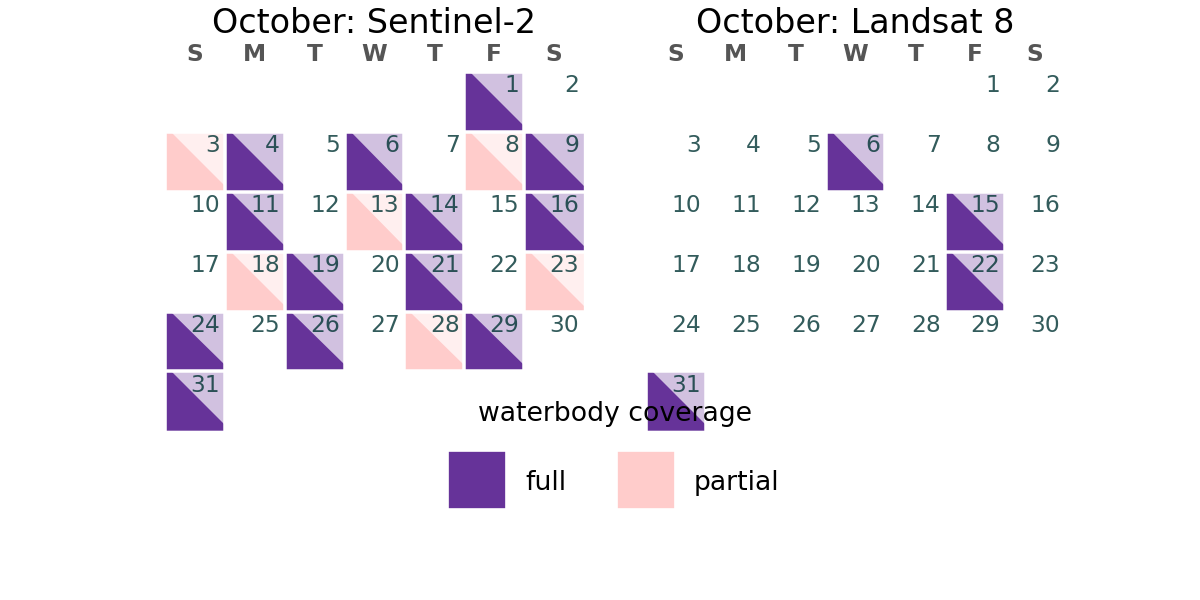 October: Sentinel-2
S M T W T F S
1 2
3 4 5 6 7 8 9
10 11 12 13 14 15 16
17 18 19 20 21 22 23
24 25 26 27 28 29 30
31
October: Landsat 8
S M T W T F S
1 2
3 4 5 6 7 8 9
10 11 12 13 14 15 16
17 18 19 20 21 22 23
24 25 26 27 28 29 30
31
waterbody coverage
full partial